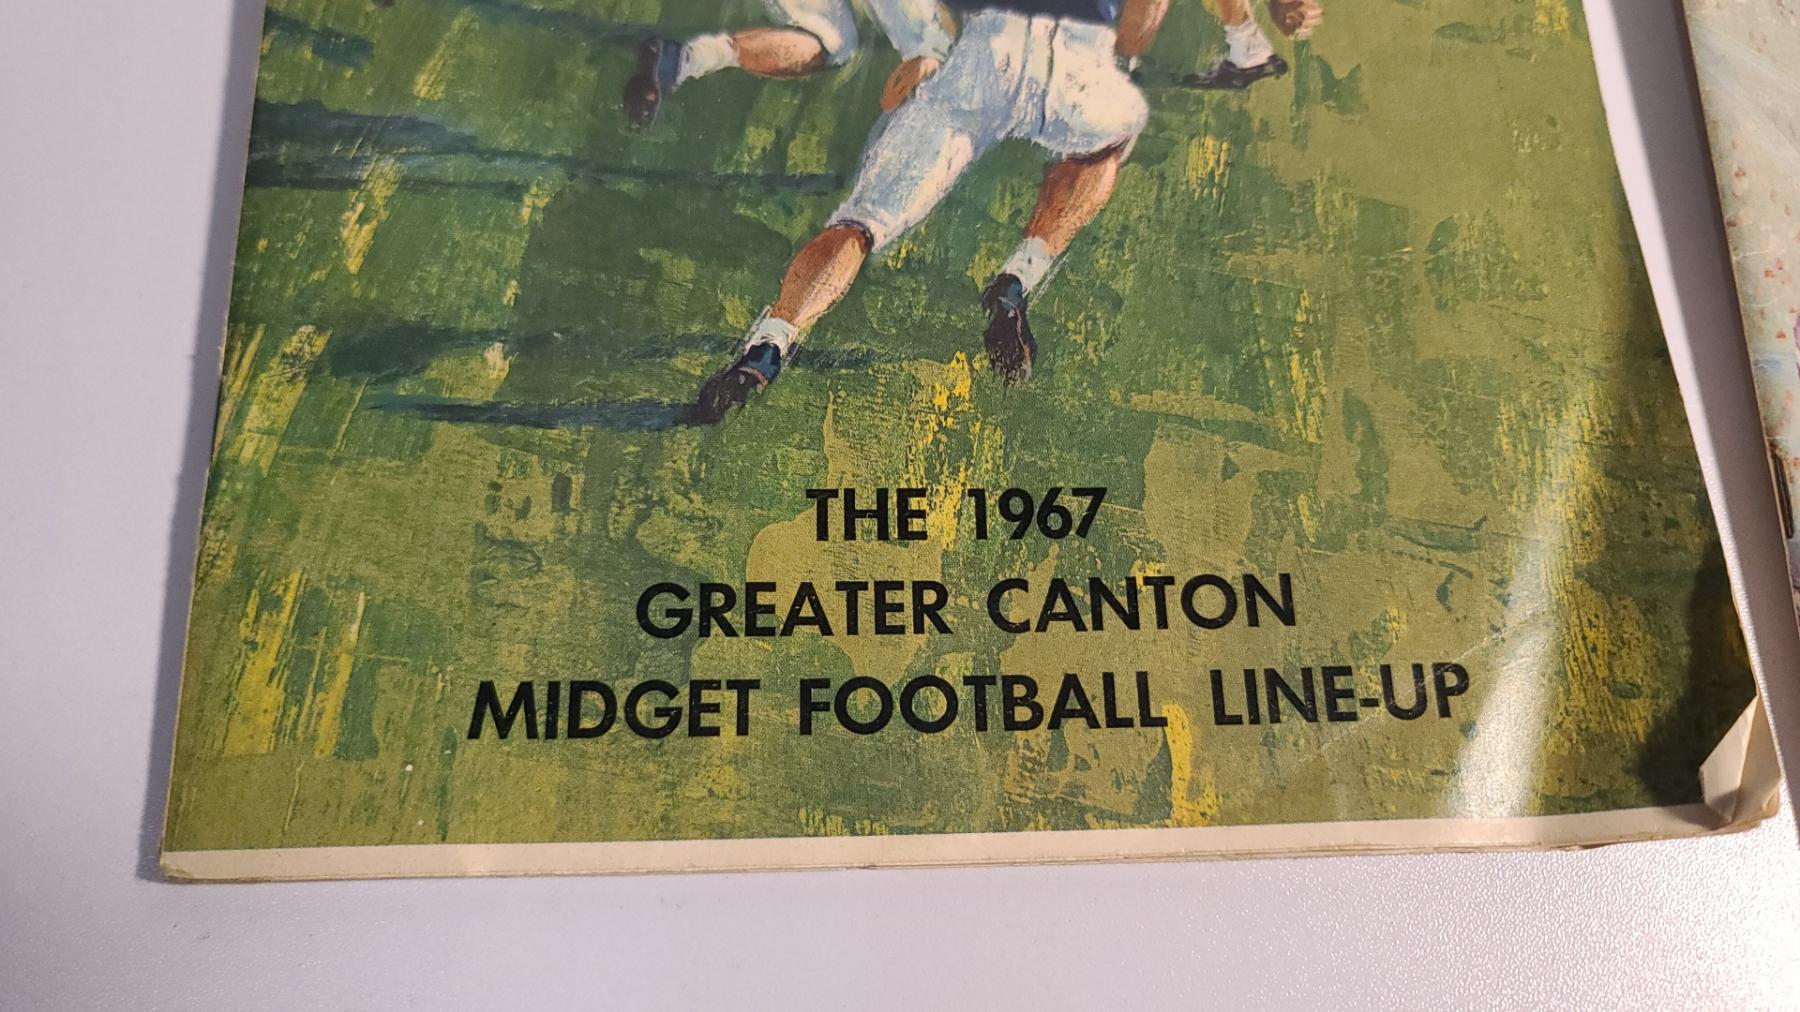 THE 1967
GREATER CANTON
MIDGET FOOTBALL LINE-UP